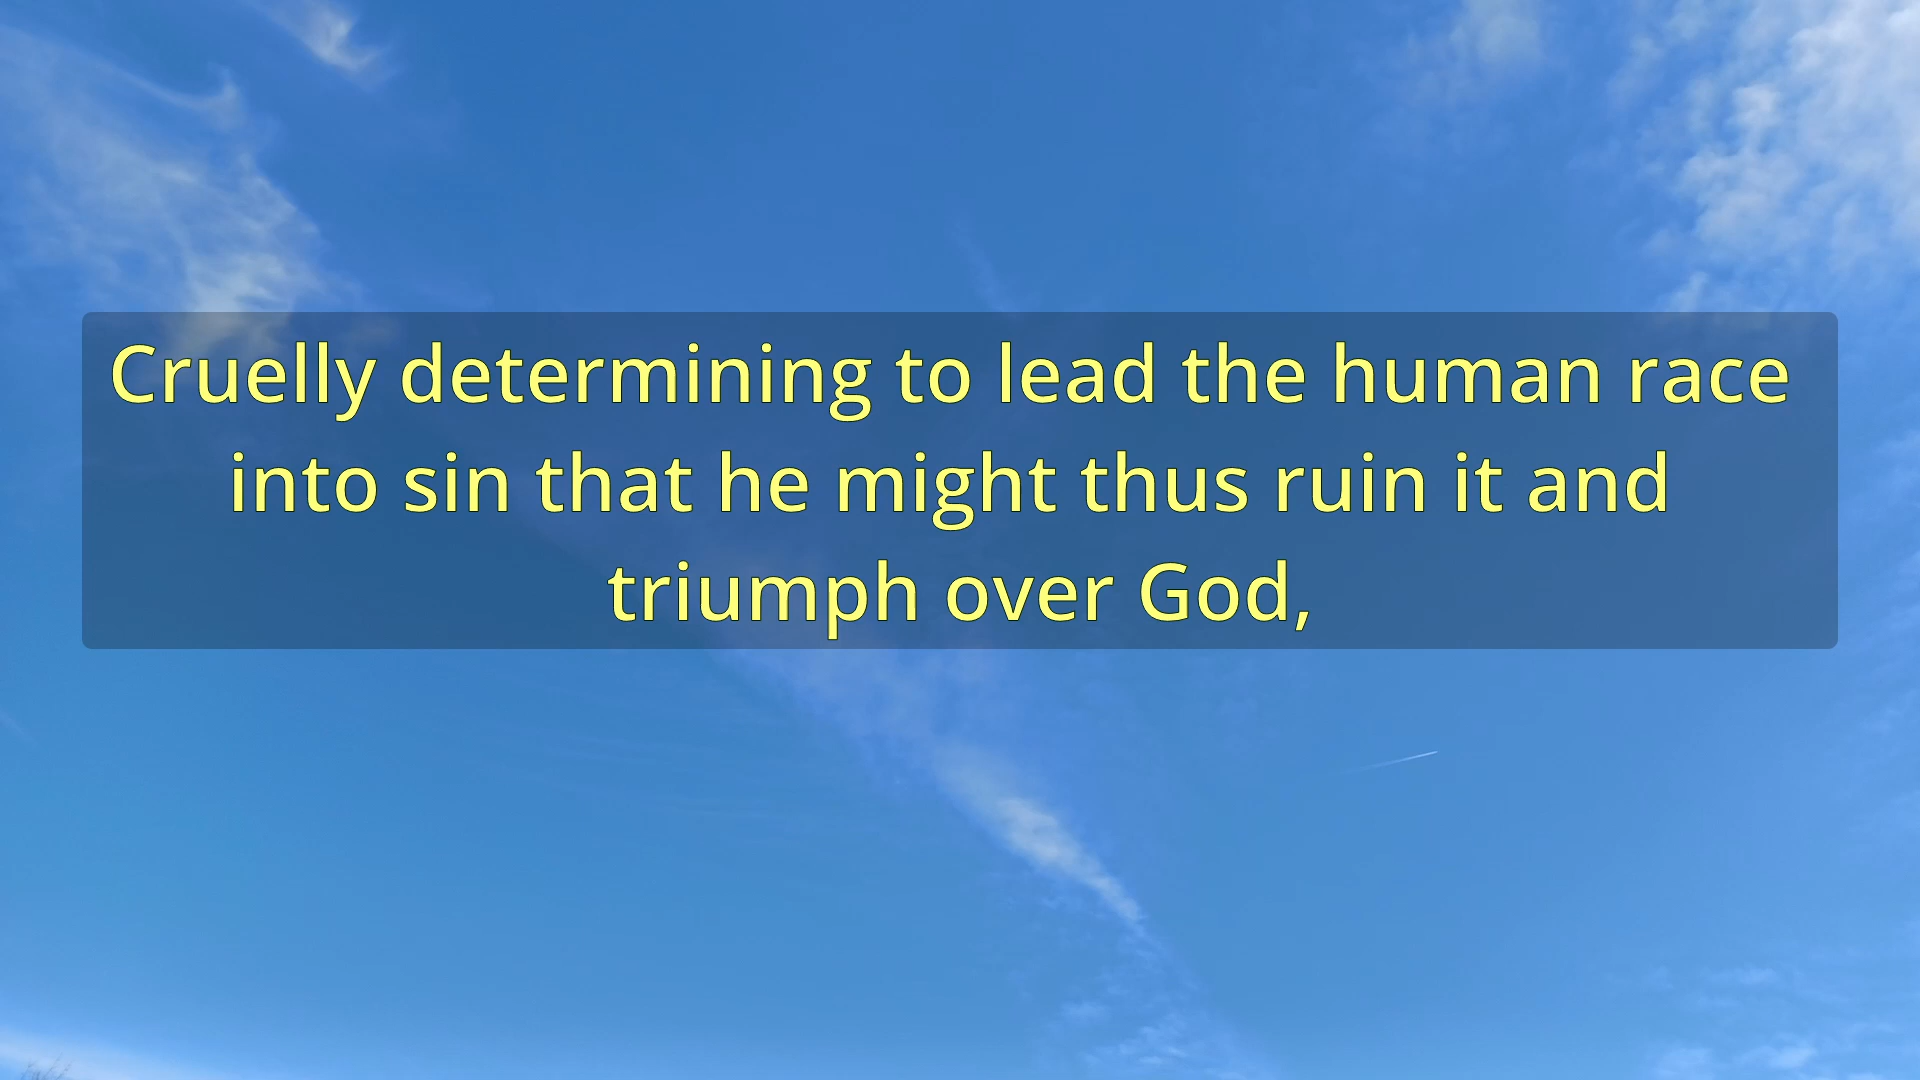 Cruelly determining to lead the human race
into sin that he might thus ruin it and
triumph over God,